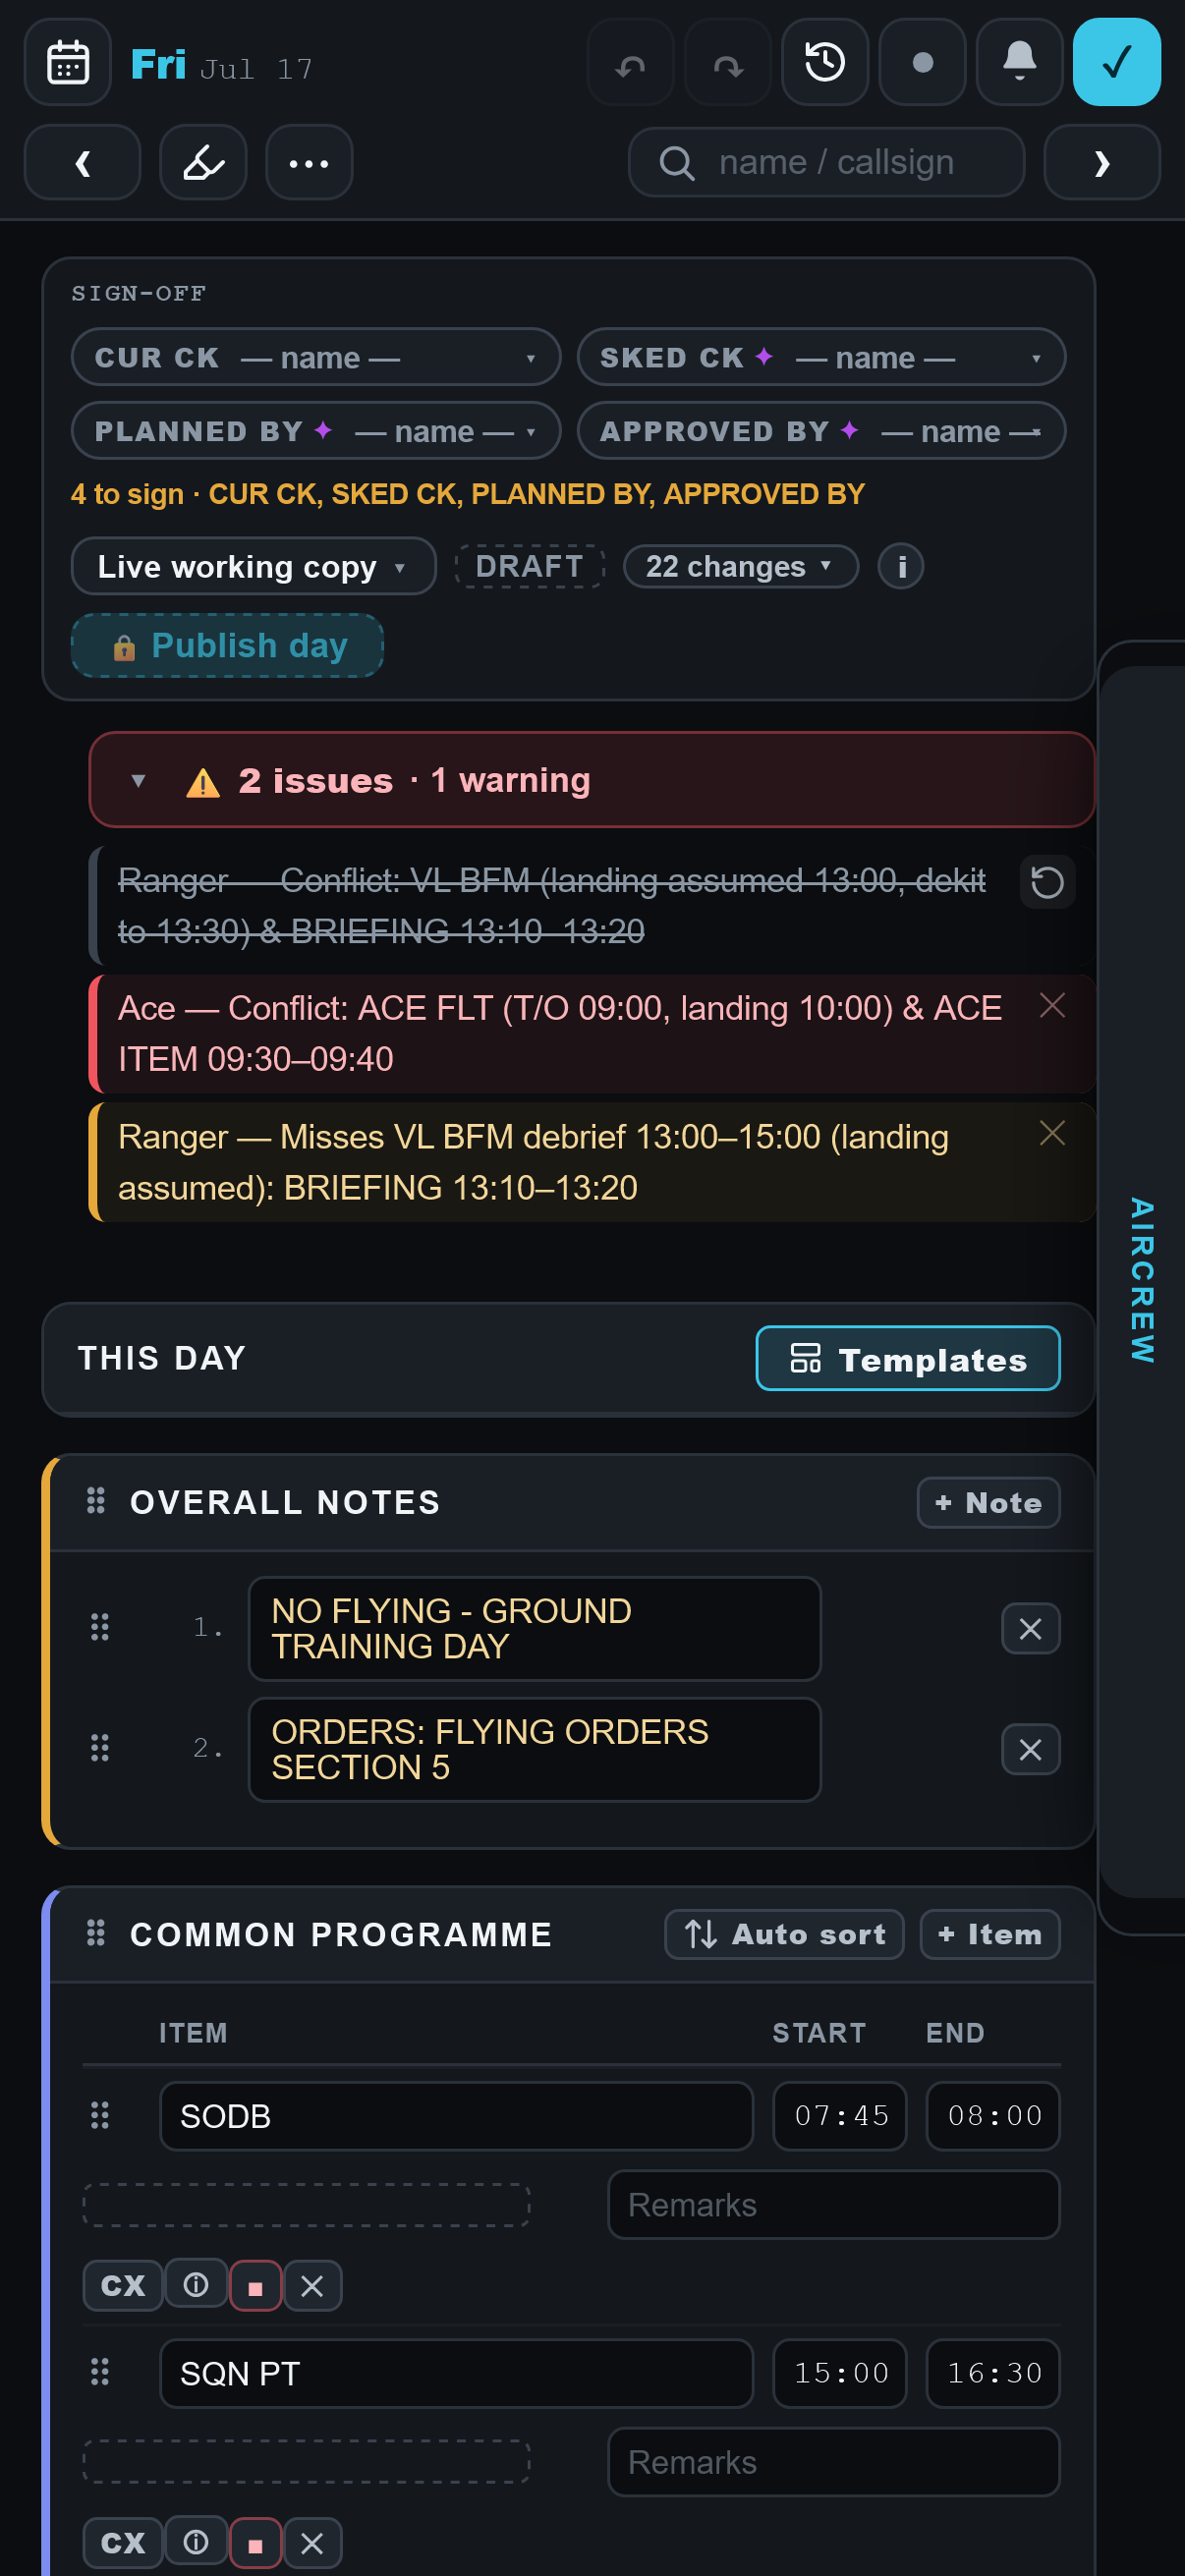 Fri Jul 17
name / callsign
SIGN-OFF
CUR CK — name —
SKED CK ✦ — name —
PLANNED BY ✦ — name —
APPROVED BY ✦ — name —
4 to sign · CUR CK, SKED CK, PLANNED BY, APPROVED BY
Live working copy
DRAFT
22 changes
i
Publish day
2 issues · 1 warning
Ranger — Conflict: VL BFM (landing assumed 13:00, dekit
to 13:30) & BRIEFING 13:10–13:20
Ace — Conflict: ACE FLT (T/O 09:00, landing 10:00) & ACE
ITEM 09:30–09:40
Ranger — Misses VL BFM debrief 13:00–15:00 (landing
assumed): BRIEFING 13:10–13:20
AIRCREW
THIS DAY
Templates
OVERALL NOTES
+ Note
1. NO FLYING - GROUND
TRAINING DAY
2. ORDERS: FLYING ORDERS
SECTION 5
COMMON PROGRAMME
Auto sort
+ Item
ITEM START END
SODB 07:45 08:00
Remarks
CX
SQN PT 15:00 16:30
Remarks
CX